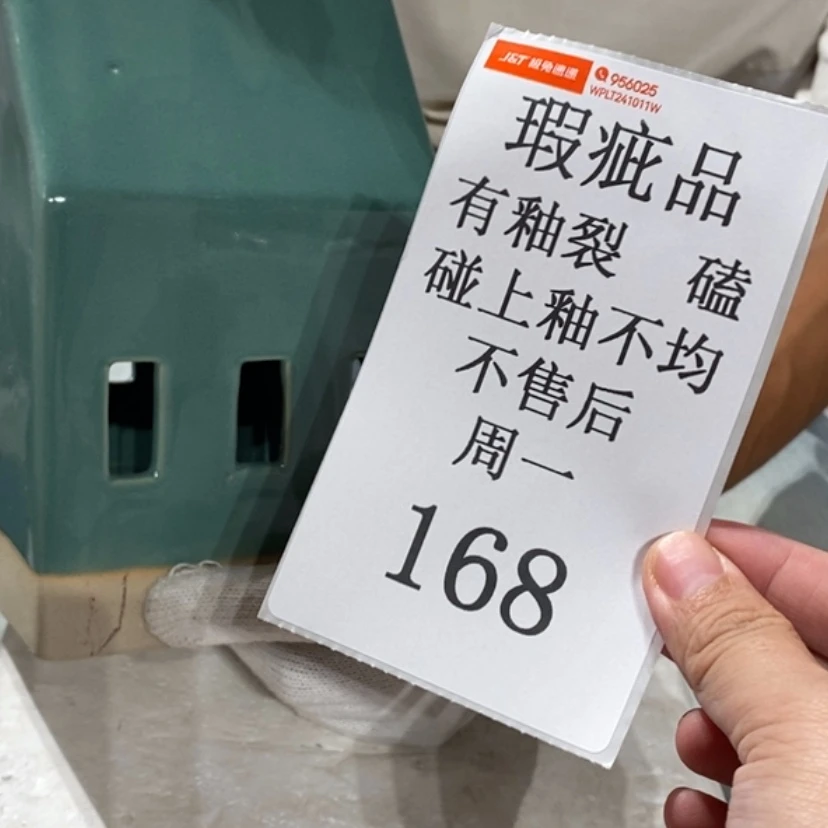 J&T 极兔速递 956025
WPLT241011W
瑕疵品
有釉裂 磕
碰上釉不均
不售后
周一
168